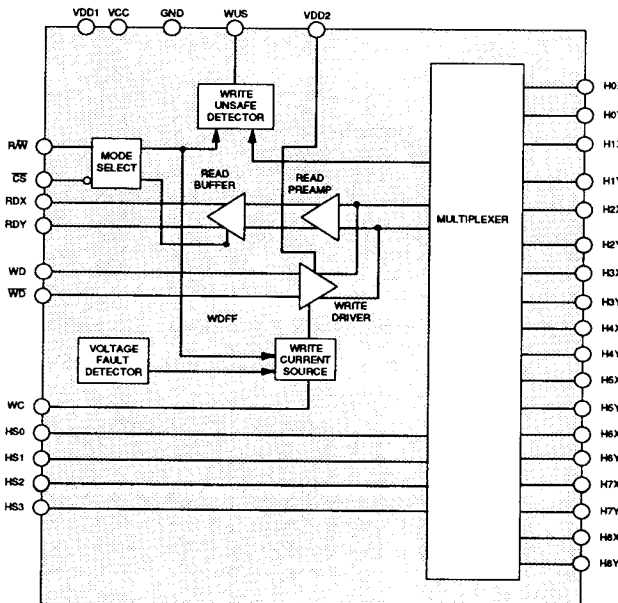 VDD1 VCC GND WUS VDD2
WRITE
UNSAFE
DETECTOR
R/W̅
MODE
SELECT
C̅S̅
READ
BUFFER
READ
PREAMP
RDX
RDY
MULTIPLEXER
WD
W̅D̅
WDFF
WRITE
DRIVER
VOLTAGE
FAULT
DETECTOR
WRITE
CURRENT
SOURCE
WC
HS0
HS1
HS2
HS3
H0X
H0Y
H1X
H1Y
H2X
H2Y
H3X
H3Y
H4X
H4Y
H5X
H5Y
H6X
H6Y
H7X
H7Y
H8X
H8Y